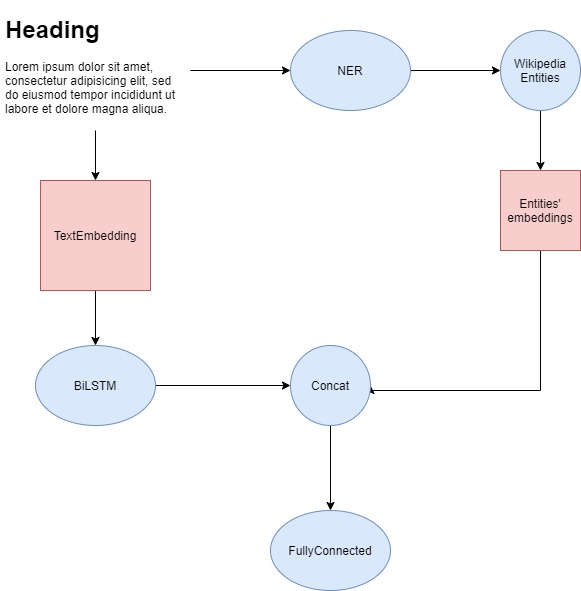 Heading
Lorem ipsum dolor sit amet,
consectetur adipisicing elit, sed
do eiusmod tempor incididunt ut
labore et dolore magna aliqua.
NER
Wikipedia
Entities
TextEmbedding
Entities'
embeddings
BiLSTM
Concat
FullyConnected